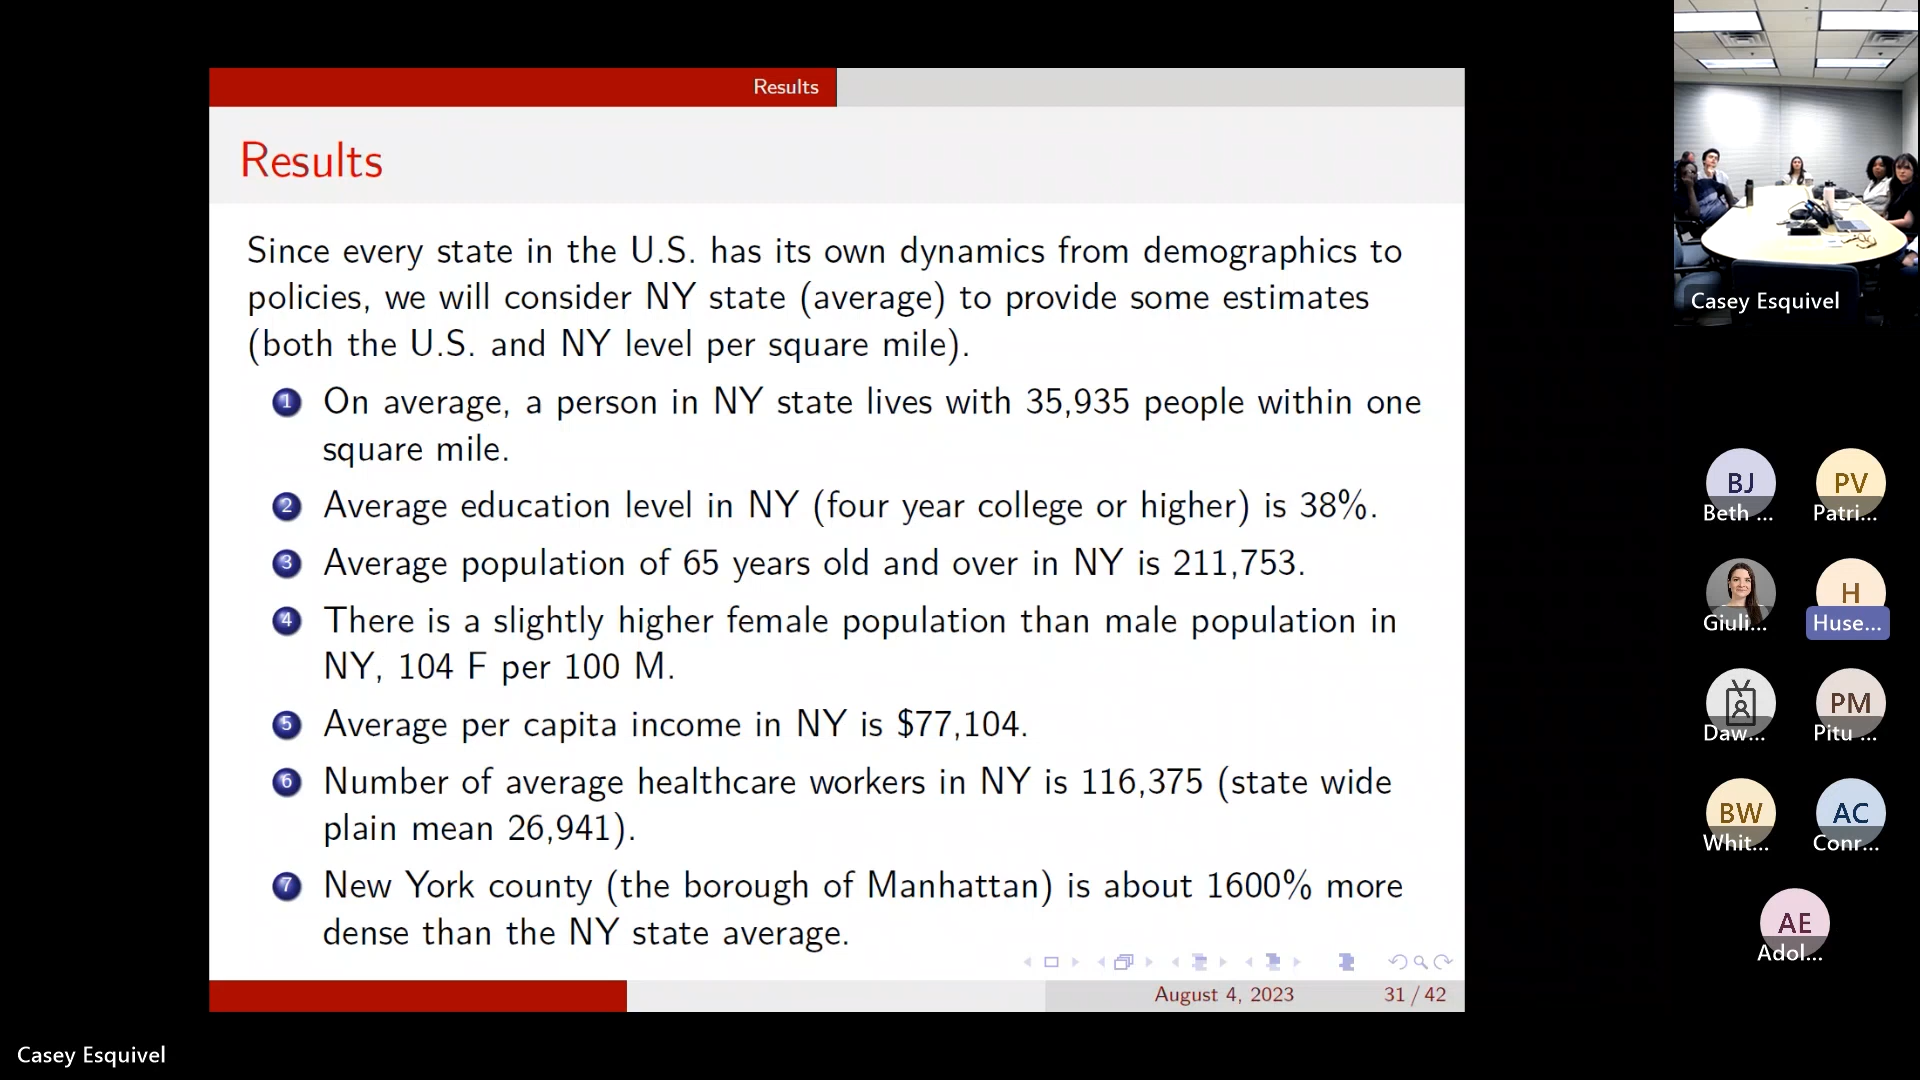 Results
Results
Since every state in the U.S. has its own dynamics from demographics to
policies, we will consider NY state (average) to provide some estimates
(both the U.S. and NY level per square mile).
1 On average, a person in NY state lives with 35,935 people within one
square mile.
2 Average education level in NY (four year college or higher) is 38%.
3 Average population of 65 years old and over in NY is 211,753.
4 There is a slightly higher female population than male population in
NY, 104 F per 100 M.
5 Average per capita income in NY is $77,104.
6 Number of average healthcare workers in NY is 116,375 (state wide
plain mean 26,941).
7 New York county (the borough of Manhattan) is about 1600% more
dense than the NY state average.
August 4, 2023 31 / 42
Casey Esquivel
Casey Esquivel
BJ PV
Beth ... Patri...
H
Giuli... Huse...
PM
Daw... Pitu ...
BW AC
Whit... Conr...
AE
Adol...